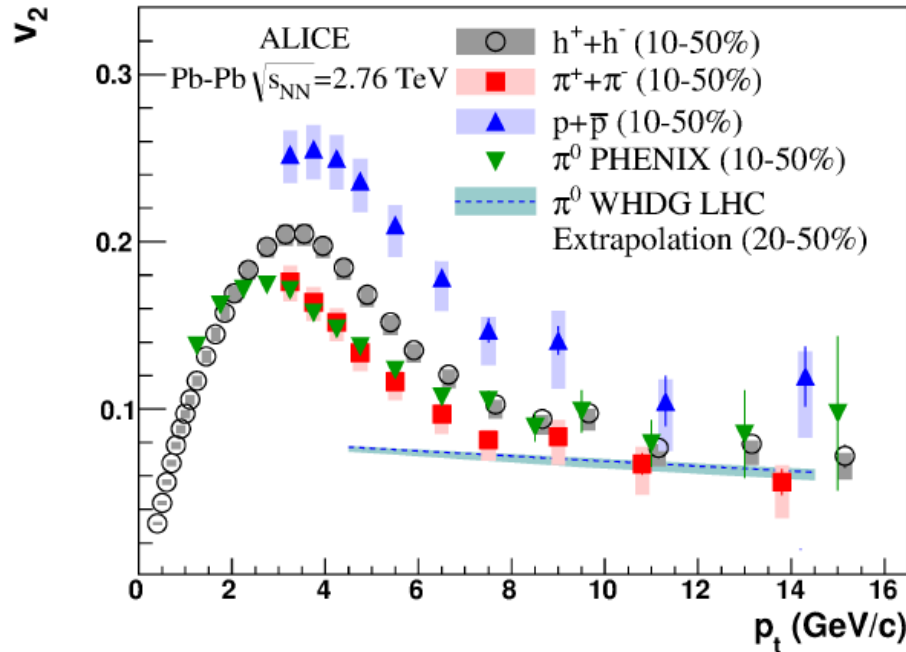 v₂
ALICE
Pb-Pb √sNN=2.76 TeV
h⁺+h⁻ (10-50%)
π⁺+π⁻ (10-50%)
p+p̅ (10-50%)
π⁰ PHENIX (10-50%)
π⁰ WHDG LHC
Extrapolation (20-50%)
0.3
0.2
0.1
0 2 4 6 8 10 12 14 16
pₜ (GeV/c)